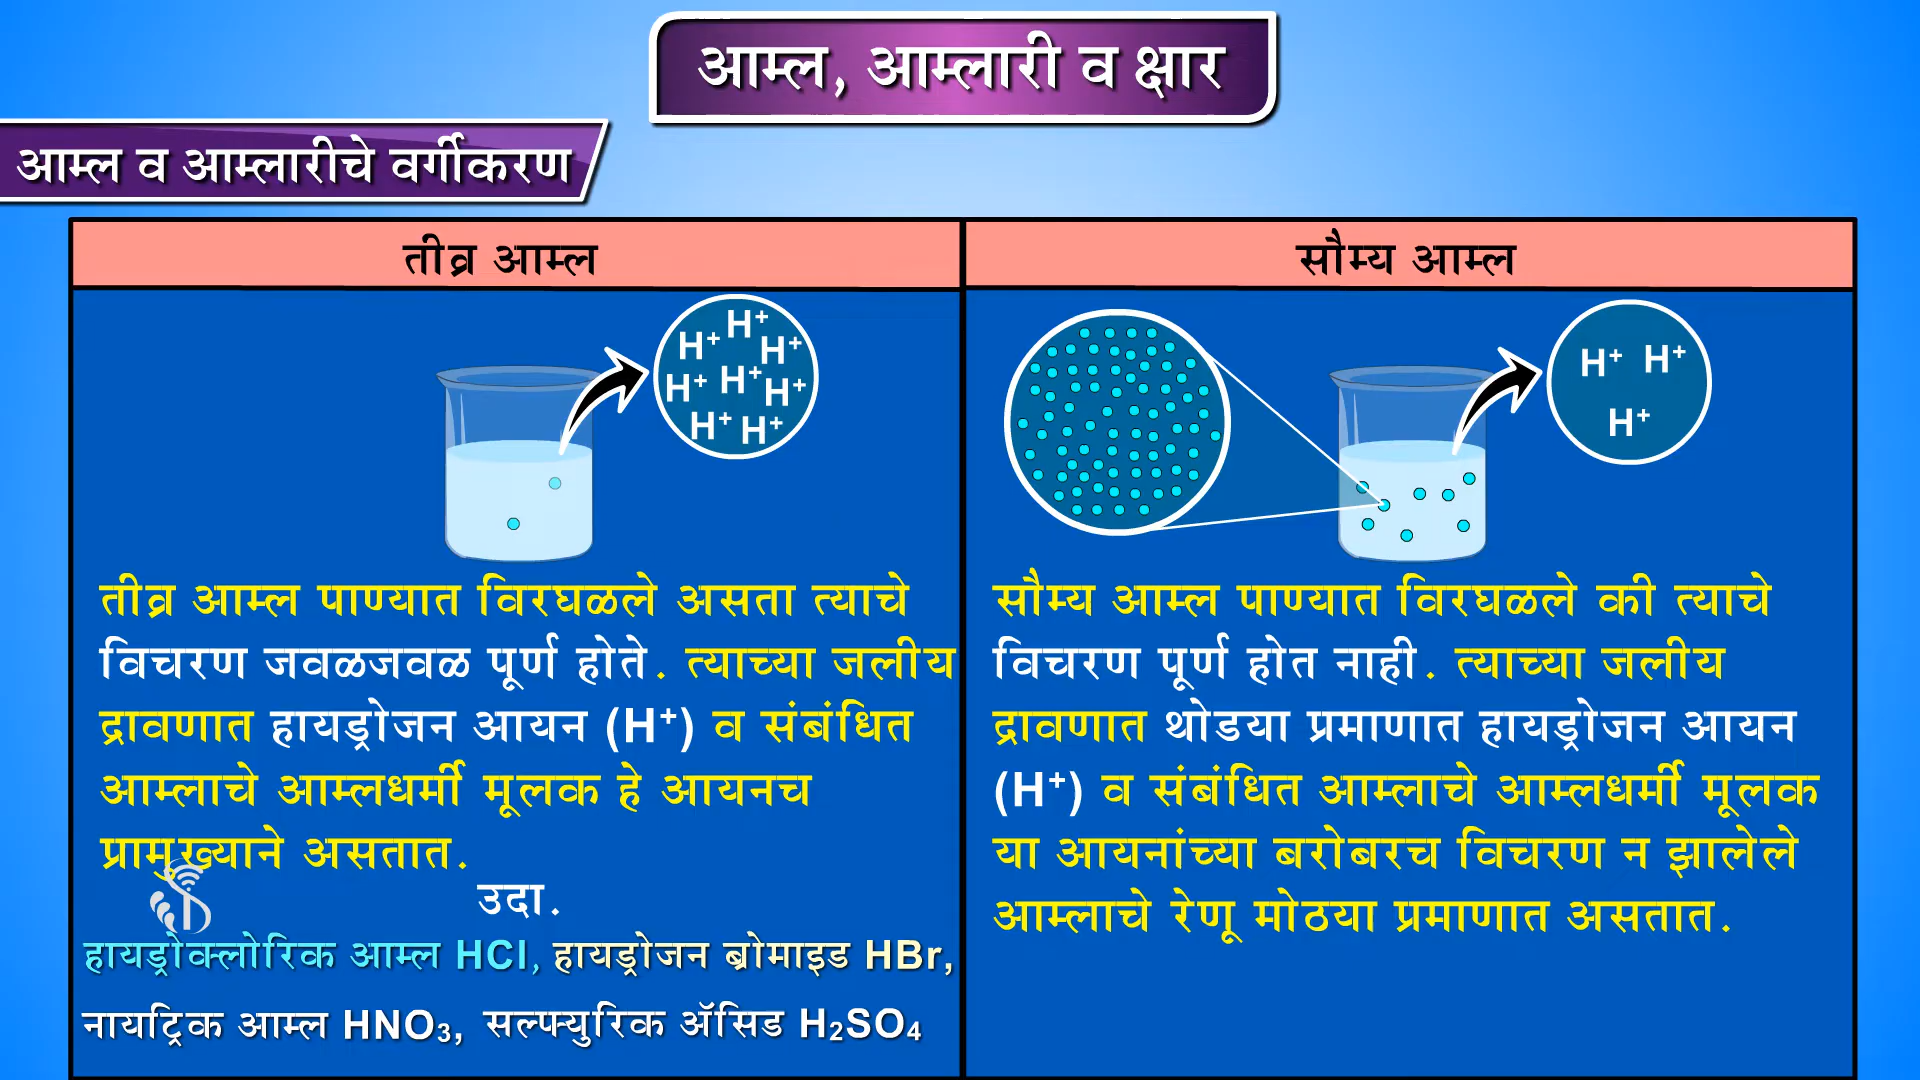 आम्ल, आम्लारी व क्षार
आम्ल व आम्लारीचे वर्गीकरण
तीव्र आम्ल
H⁺
H⁺
H⁺
H⁺
H⁺
H⁺
H⁺
H⁺
तीव्र आम्ल पाण्यात विरघळले असता त्याचे
विचरण जवळजवळ पूर्ण होते. त्याच्या जलीय
द्रावणात हायड्रोजन आयन (H⁺) व संबंधित
आम्लाचे आम्लधर्मी मूलक हे आयनच
प्रामुख्याने असतात.
उदा.
हायड्रोक्लोरिक आम्ल HCl, हायड्रोजन ब्रोमाइड HBr,
नायट्रिक आम्ल HNO₃, सल्फ्युरिक ॲसिड H₂SO₄
सौम्य आम्ल
H⁺ H⁺
H⁺
सौम्य आम्ल पाण्यात विरघळले की त्याचे
विचरण पूर्ण होत नाही. त्याच्या जलीय
द्रावणात थोडया प्रमाणात हायड्रोजन आयन
(H⁺) व संबंधित आम्लाचे आम्लधर्मी मूलक
या आयनांच्या बरोबरच विचरण न झालेले
आम्लाचे रेणू मोठया प्रमाणात असतात.